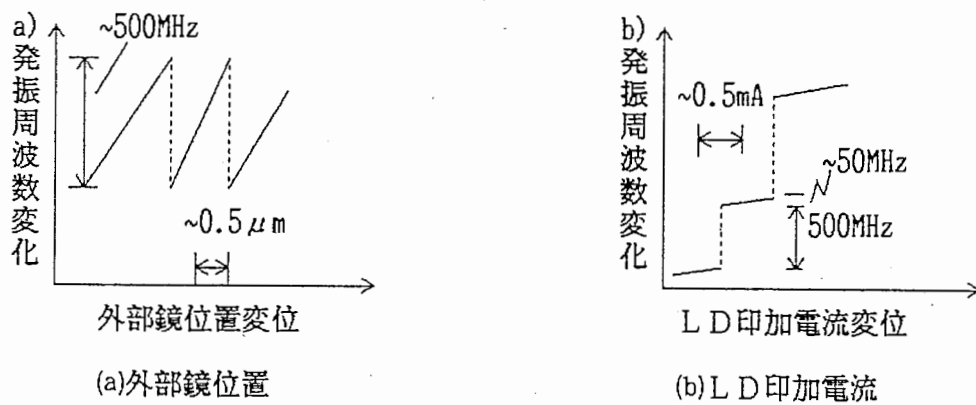 a)
発振周波数変化
~500MHz
~0.5μm
外部鏡位置変位
(a)外部鏡位置
b)
発振周波数変化
~0.5mA
~50MHz
500MHz
LD印加電流変位
(b)LD印加電流